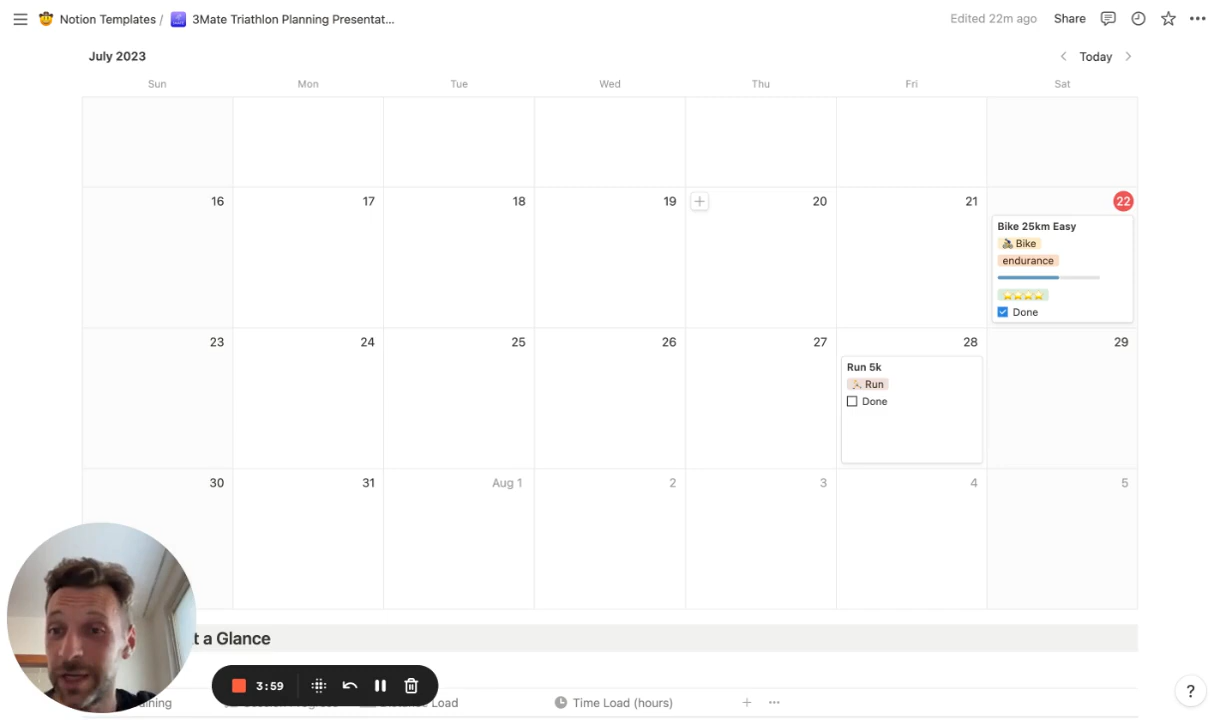 Notion Templates / 3Mate Triathlon Planning Presentat... Edited 22m ago Share
July 2023 Today
Sun Mon Tue Wed Thu Fri Sat
16 17 18 19 20 21 22
Bike 25km Easy
Bike
endurance
Done
23 24 25 26 27 28 29
Run 5k
Run
Done
30 31 Aug 1 2 3 4 5
t a Glance
3:59
Load Time Load (hours)
?